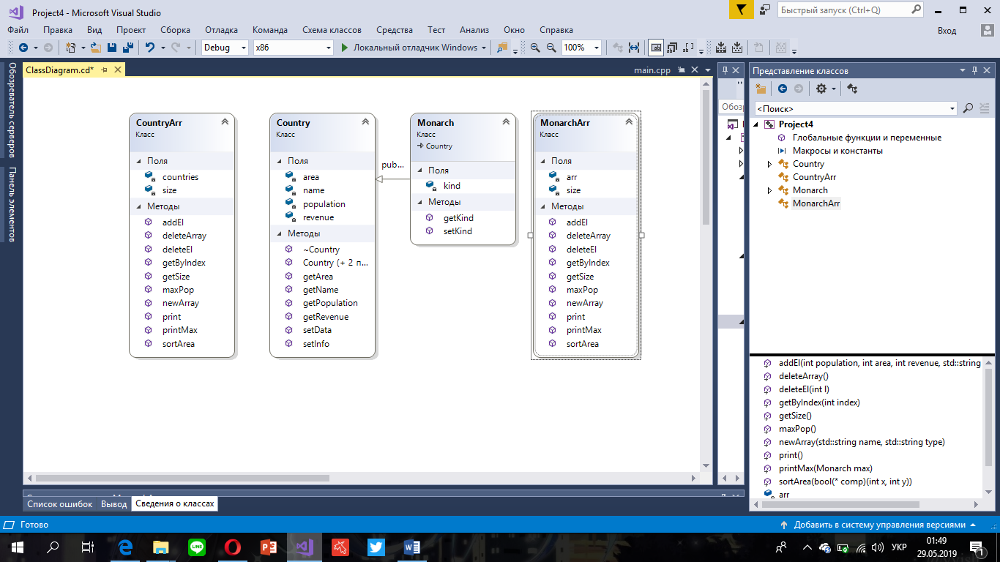 Project4 - Microsoft Visual Studio
Быстрый запуск (Ctrl+Q)
Файл Правка Вид Проект Сборка Отладка Команда Схема классов Средства Тест Анализ Окно Справка
Вход
Debug x86 Локальный отладчик Windows 100%
Обозреватель серверов
Панель элементов
ClassDiagram.cd*
main.cpp
CountryArr
Класс
Поля
countries
size
Методы
addEl
deleteArray
deleteEl
getByIndex
getSize
maxPop
newArray
print
printMax
sortArea
Country
Класс
Поля
area
name
population
revenue
Методы
~Country
Country (+ 2 п...
getArea
getName
getPopulation
getRevenue
setData
setInfo
pub...
Monarch
Класс
Country
Поля
kind
Методы
getKind
setKind
MonarchArr
Класс
Поля
arr
size
Методы
addEl
deleteArray
deleteEl
getByIndex
getSize
maxPop
newArray
print
printMax
sortArea
Обоз
Представление классов
<Поиск>
Project4
Глобальные функции и переменные
Макросы и константы
Country
CountryArr
Monarch
MonarchArr
addEl(int population, int area, int revenue, std::string
deleteArray()
deleteEl(int I)
getByIndex(int index)
getSize()
maxPop()
newArray(std::string name, std::string type)
print()
printMax(Monarch max)
sortArea(bool(* comp)(int x, int y))
arr
Список ошибок Вывод Сведения о классах
Готово
Добавить в систему управления версиями
LINE
УКР
01:49
29.05.2019
1